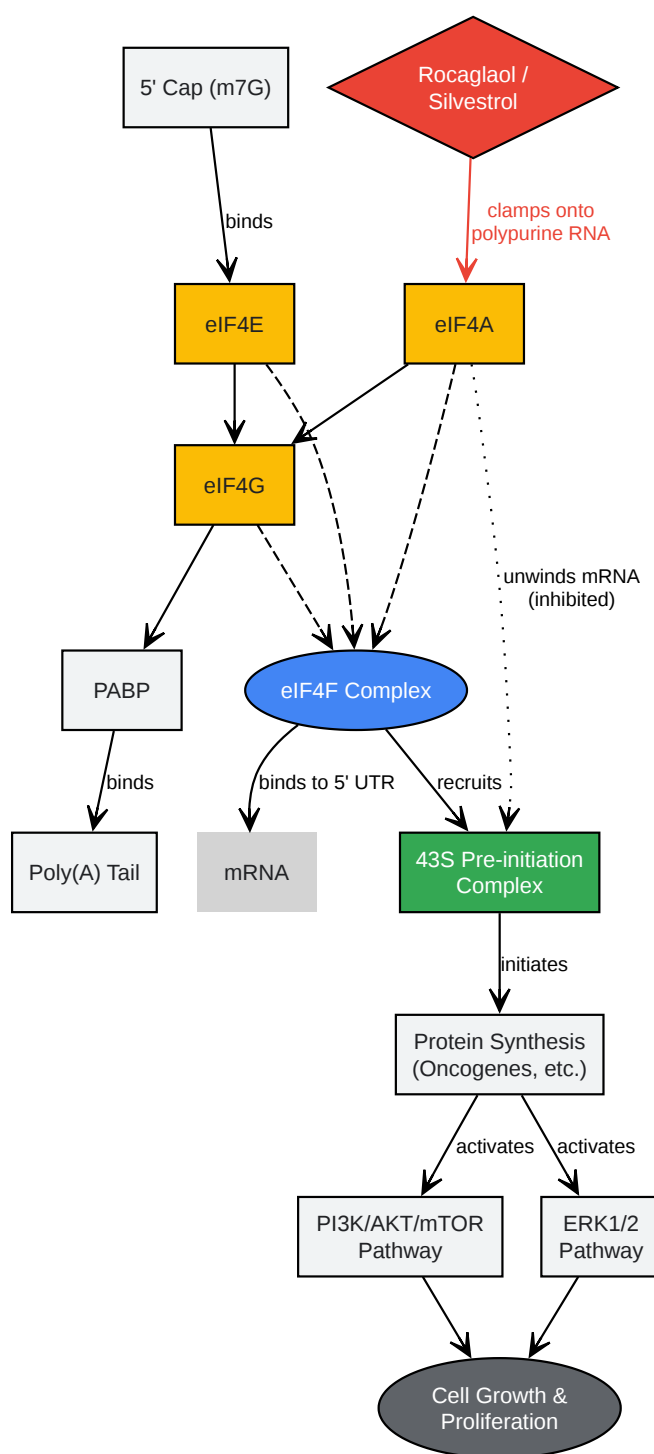 5' Cap (m7G)
Rocaglaol /
Silvestrol
binds
clamps onto
polypurine RNA
eIF4E
eIF4A
eIF4G
unwinds mRNA
(inhibited)
PABP
eIF4F Complex
binds
binds to 5' UTR
recruits
Poly(A) Tail
mRNA
43S Pre-initiation
Complex
initiates
Protein Synthesis
(Oncogenes, etc.)
activates
activates
PI3K/AKT/mTOR
Pathway
ERK1/2
Pathway
Cell Growth &
Proliferation